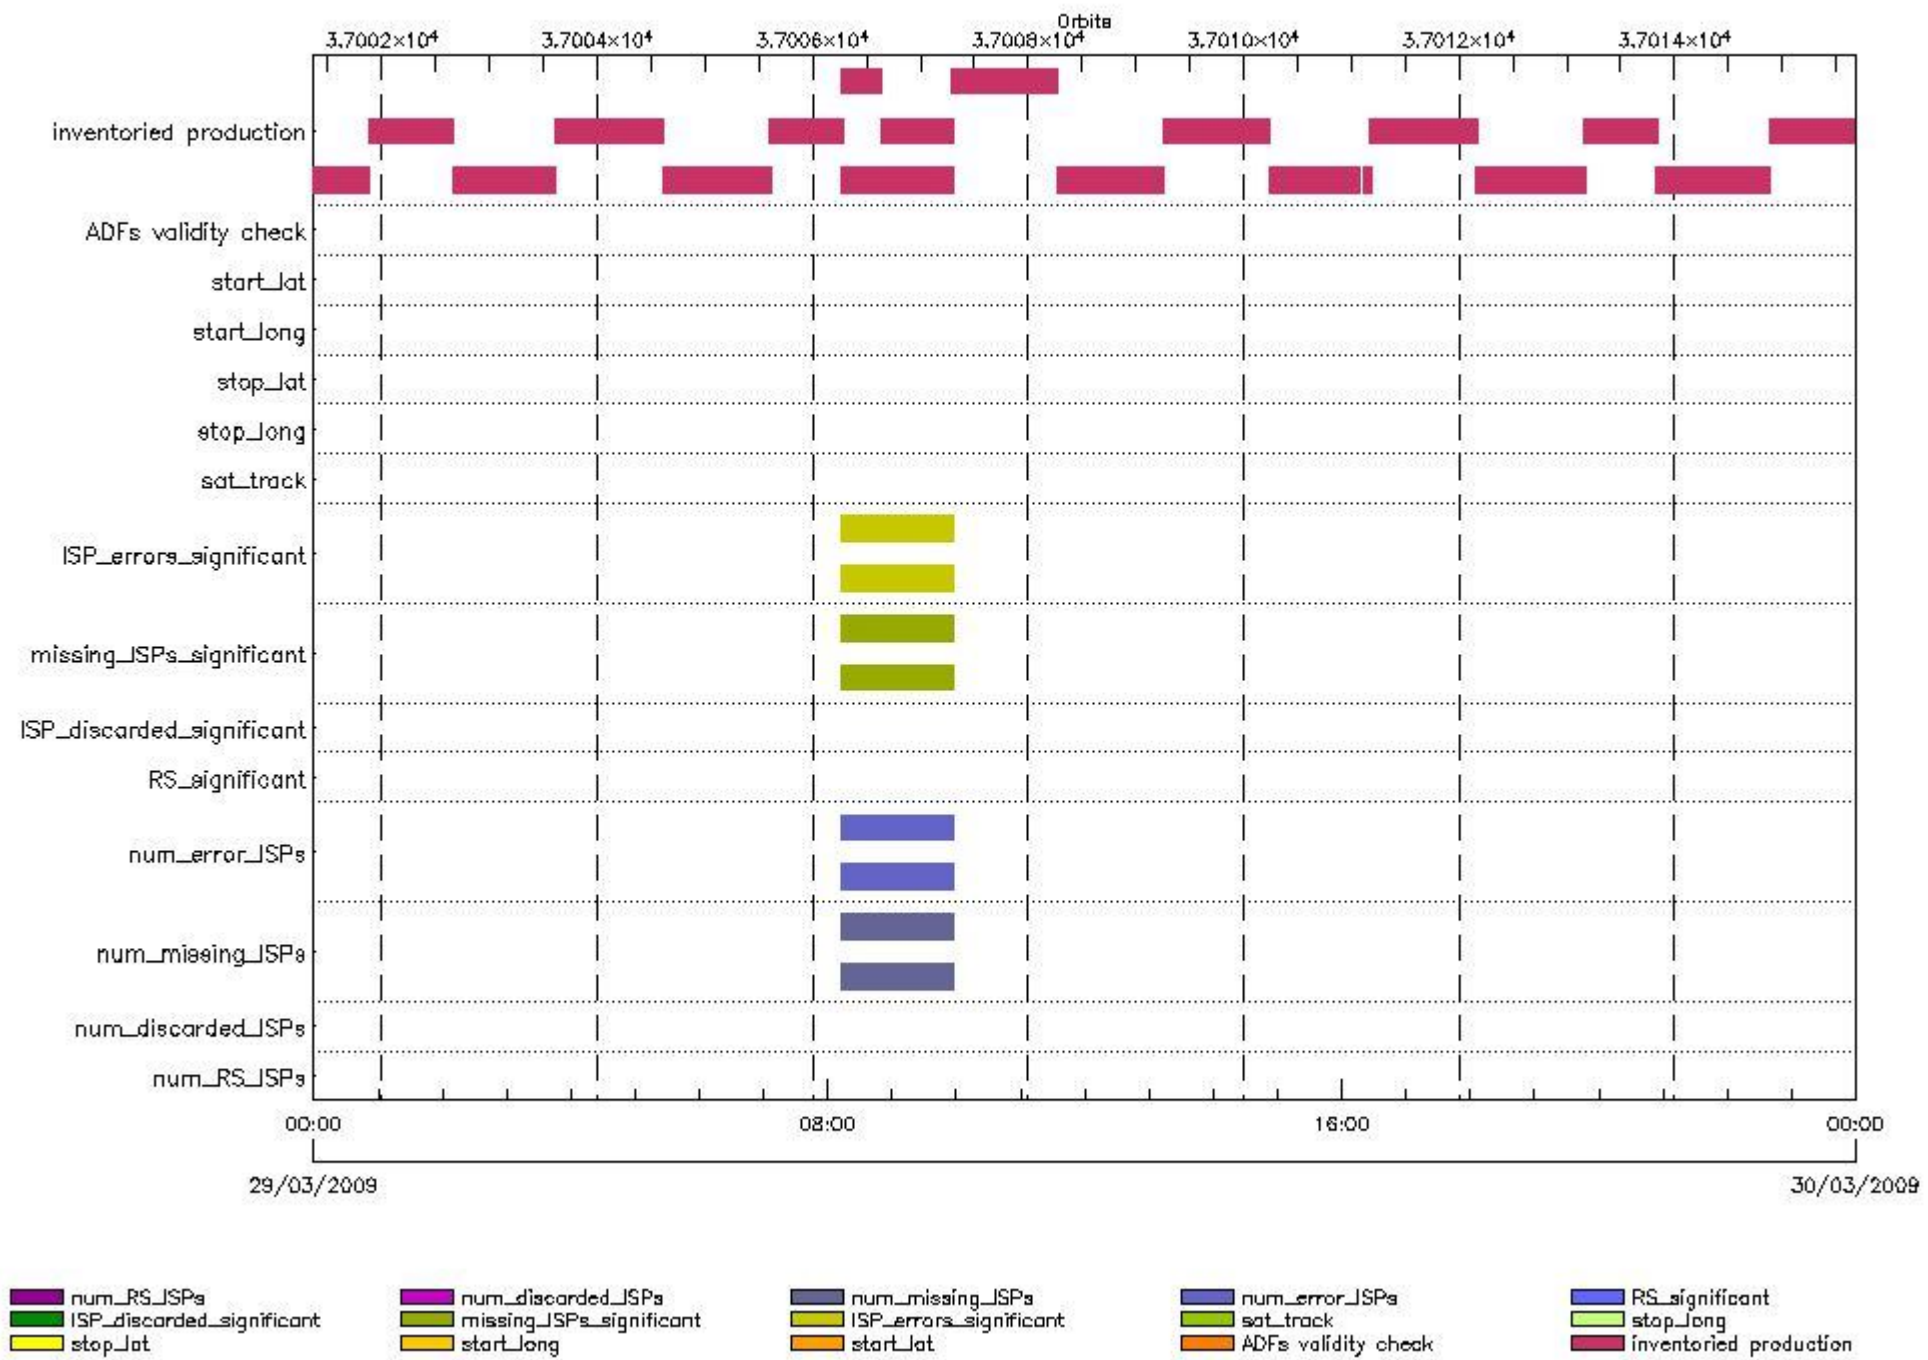 Orbits
3.7002×10⁴ 3.7004×10⁴ 3.7006×10⁴ 3.7008×10⁴ 3.7010×10⁴ 3.7012×10⁴ 3.7014×10⁴
inventoried production
ADFs validity check
start_lat
start_long
stop_lat
stop_long
sat_track
ISP_errors_significant
missing_ISPs_significant
ISP_discarded_significant
RS_significant
num_error_ISPs
num_missing_ISPs
num_discarded_ISPs
num_RS_ISPs
00:00 08:00 16:00 00:00
29/03/2009 30/03/2009
num_RS_ISPs num_discarded_ISPs num_missing_ISPs num_error_ISPs RS_significant
ISP_discarded_significant missing_ISPs_significant ISP_errors_significant sat_track stop_long
stop_lat start_long start_lat ADFs validity check inventoried production